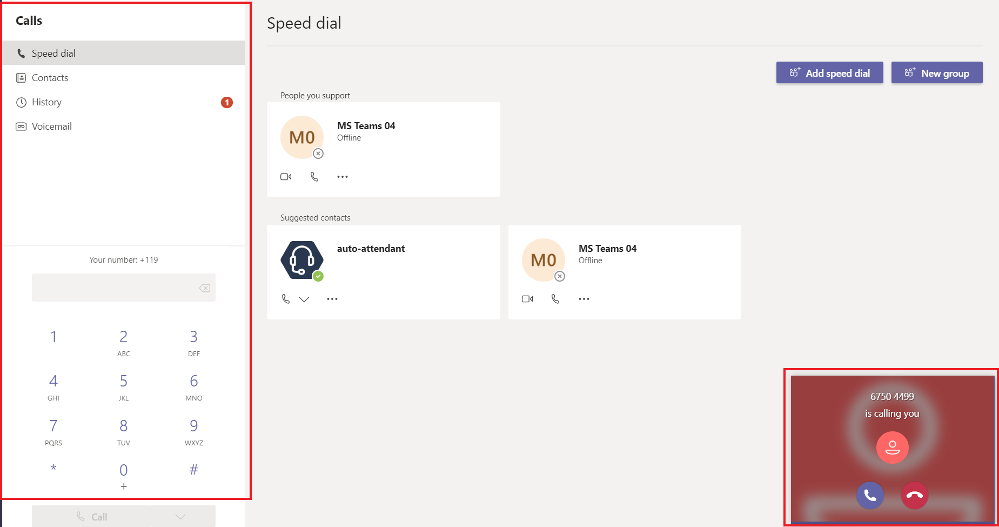 Calls
Speed dial
Contacts
History
1
Voicemail
Your number: +119
1
2
3
ABC
DEF
4
5
6
GHI
JKL
MNO
7
8
9
PQRS
TUV
WXYZ
*
0
#
+
Call
Speed dial
Add speed dial
New group
People you support
M0
MS Teams 04
Offline
Suggested contacts
auto-attendant
M0
MS Teams 04
Offline
6750 4499
is calling you